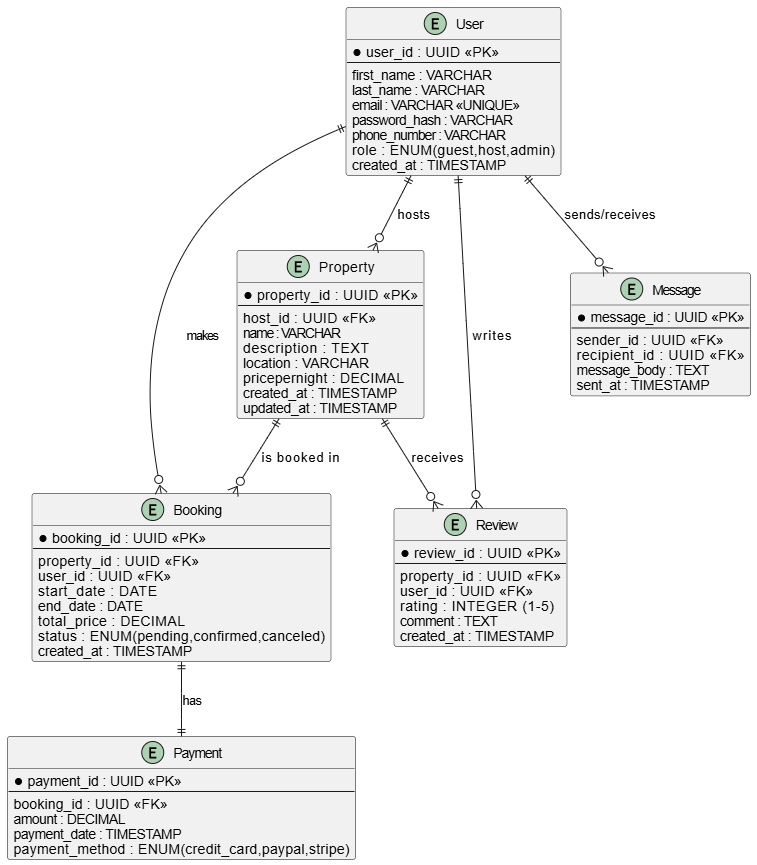 E User
user_id : UUID «PK»
first_name : VARCHAR
last_name : VARCHAR
email : VARCHAR «UNIQUE»
password_hash : VARCHAR
phone_number : VARCHAR
role : ENUM(guest,host,admin)
created_at : TIMESTAMP
hosts
sends/receives
E Property
property_id : UUID «PK»
host_id : UUID «FK»
name : VARCHAR
description : TEXT
location : VARCHAR
pricepernight : DECIMAL
created_at : TIMESTAMP
updated_at : TIMESTAMP
E Message
message_id : UUID «PK»
sender_id : UUID «FK»
recipient_id : UUID «FK»
message_body : TEXT
sent_at : TIMESTAMP
makes
writes
is booked in
receives
E Booking
booking_id : UUID «PK»
property_id : UUID «FK»
user_id : UUID «FK»
start_date : DATE
end_date : DATE
total_price : DECIMAL
status : ENUM(pending,confirmed,canceled)
created_at : TIMESTAMP
E Review
review_id : UUID «PK»
property_id : UUID «FK»
user_id : UUID «FK»
rating : INTEGER (1-5)
comment : TEXT
created_at : TIMESTAMP
has
E Payment
payment_id : UUID «PK»
booking_id : UUID «FK»
amount : DECIMAL
payment_date : TIMESTAMP
payment_method : ENUM(credit_card,paypal,stripe)